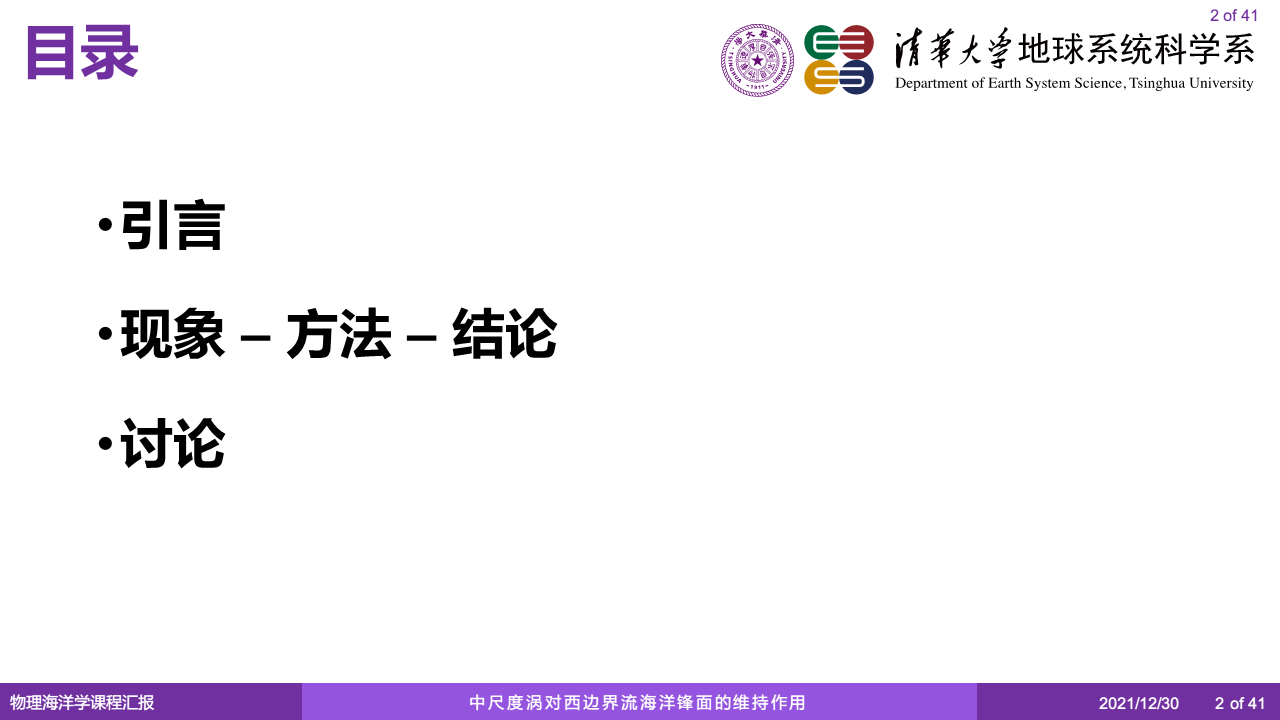 2 of 41
目录
清华大学地球系统科学系
Department of Earth System Science, Tsinghua University
•引言
•现象 – 方法 – 结论
•讨论
物理海洋学课程汇报
中尺度涡对西边界流海洋锋面的维持作用
2021/12/30
2 of 41